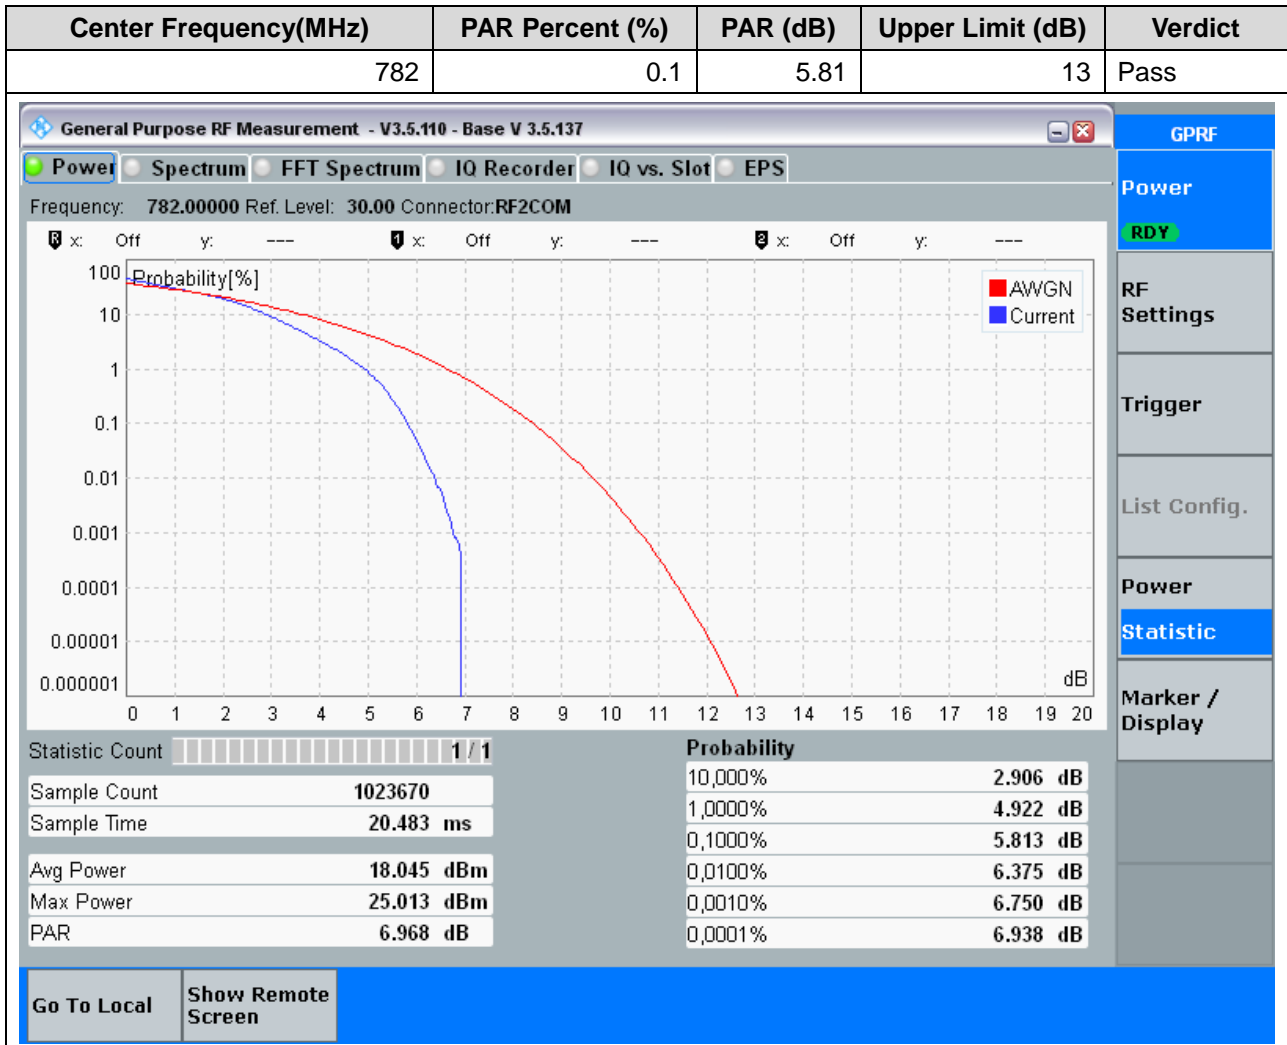 Center Frequency(MHz) PAR Percent (%) PAR (dB) Upper Limit (dB) Verdict
782 0.1 5.81 13 Pass
General Purpose RF Measurement - V3.5.110 - Base V 3.5.137
GPRF
Power Spectrum FFT Spectrum IQ Recorder IQ vs. Slot EPS
Power
RDY
Frequency: 782.00000 Ref. Level: 30.00 Connector:RF2COM
R x: Off y: --- 1 x: Off y: --- 2 x: Off y: ---
Probability[%]
100
10
1
0.1
0.01
0.001
0.0001
0.00001
0.000001
AWGN
Current
dB
0 1 2 3 4 5 6 7 8 9 10 11 12 13 14 15 16 17 18 19 20
RF
Settings
Trigger
List Config.
Power
Statistic
Marker /
Display
Statistic Count 1 / 1
Sample Count 1023670
Sample Time 20.483 ms
Avg Power 18.045 dBm
Max Power 25.013 dBm
PAR 6.968 dB
Probability
10,000% 2.906 dB
1,0000% 4.922 dB
0,1000% 5.813 dB
0,0100% 6.375 dB
0,0010% 6.750 dB
0,0001% 6.938 dB
Go To Local
Show Remote
Screen